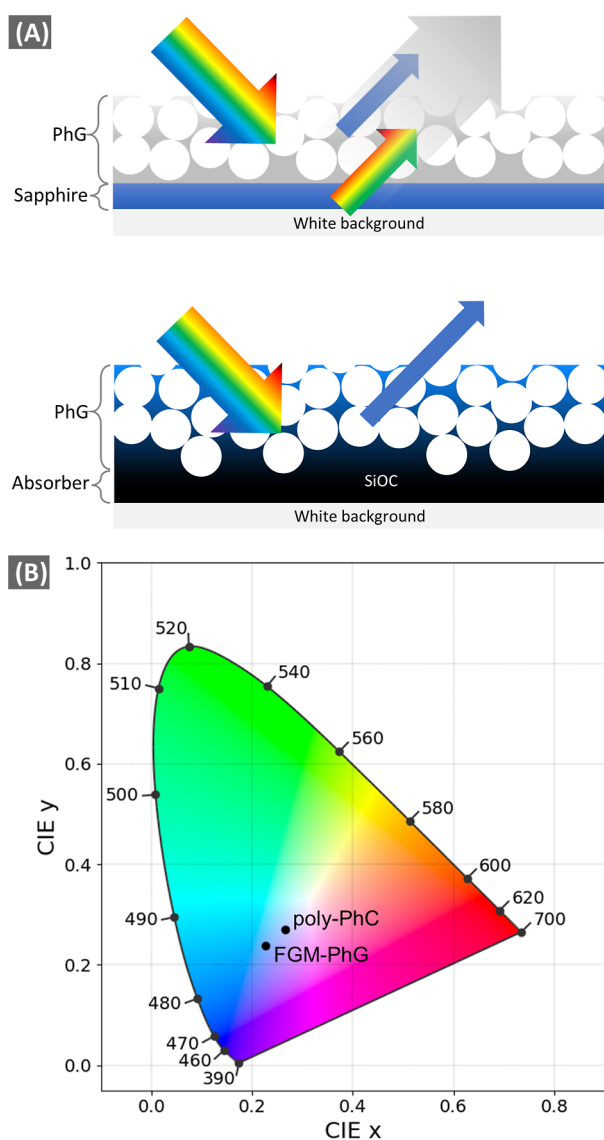 (A)
PhG
Sapphire
White background
PhG
Absorber
SiOC
White background
(B)
1.0
0.8
0.6
0.4
0.2
0.0
CIE y
520
510
540
560
500
580
600
490
620
700
poly-PhC
FGM-PhG
480
470
460
390
0.0 0.2 0.4 0.6 0.8
CIE x